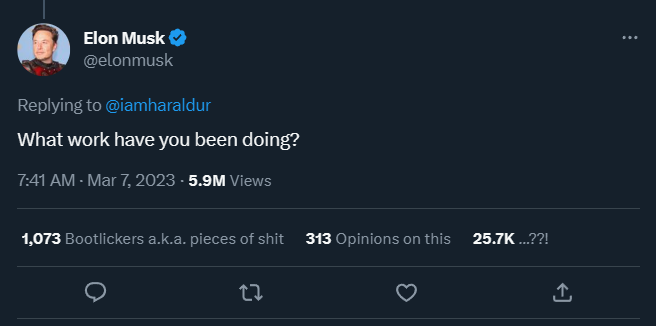 Elon Musk
@elonmusk
Replying to @iamharaldur
What work have you been doing?
7:41 AM · Mar 7, 2023 · 5.9M Views
1,073 Bootlickers a.k.a. pieces of shit 313 Opinions on this 25.7K ...??!